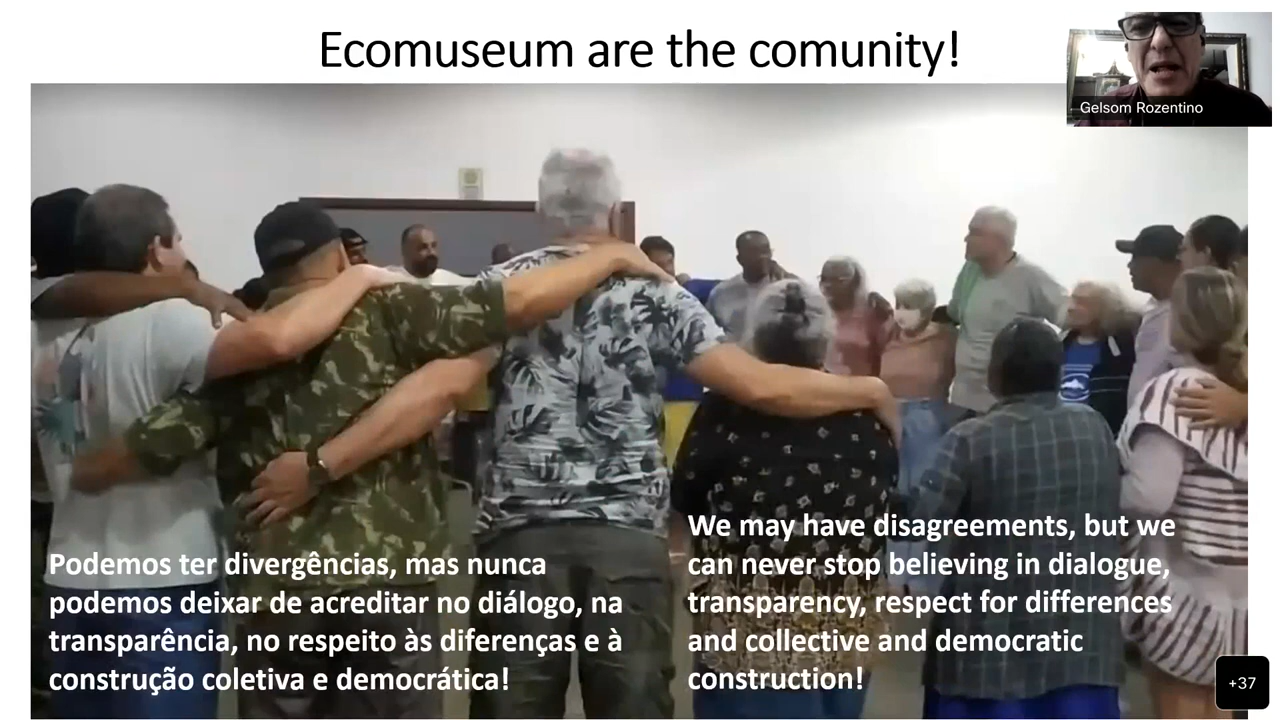 Ecomuseum are the comunity!
Gelsom Rozentino
Podemos ter divergências, mas nunca
podemos deixar de acreditar no diálogo, na
transparência, no respeito às diferenças e à
construção coletiva e democrática!
We may have disagreements, but we
can never stop believing in dialogue,
transparency, respect for differences
and collective and democratic
construction!
+37